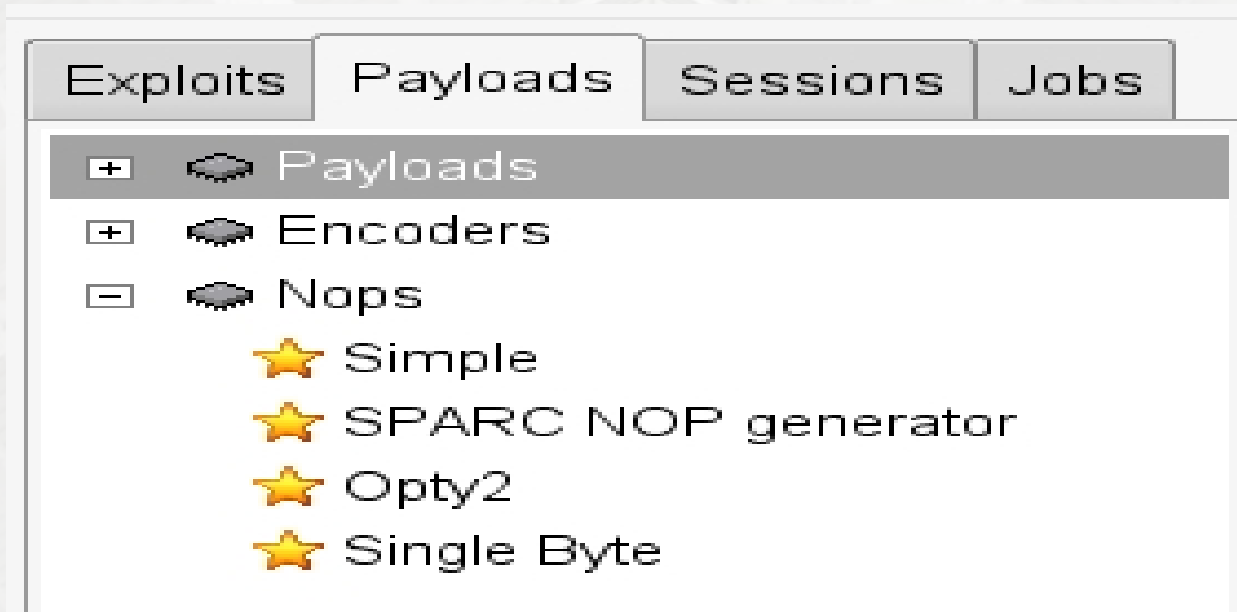 Exploits Payloads Sessions Jobs
Payloads
Encoders
Nops
Simple
SPARC NOP generator
Opty2
Single Byte